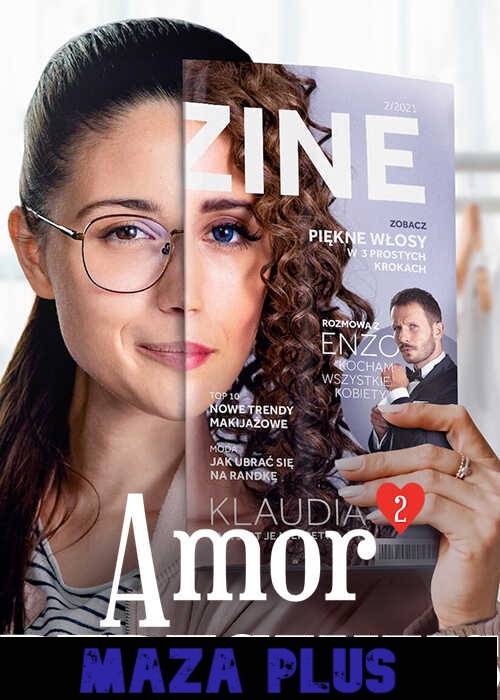 ZINE
2/2021
ZOBACZ
PIĘKNE WŁOSY
W 3 PROSTYCH
KROKACH
ROZMOWA Z
ENZO
KOCHAM
WSZYSTKIE
KOBIETY
TOP 10
NOWE TRENDY
MAKIJAŻOWE
MODA
JAK UBRAĆ SIĘ
NA RANDKĘ
KLAUDIA
2
Amor
MAZA PLUS